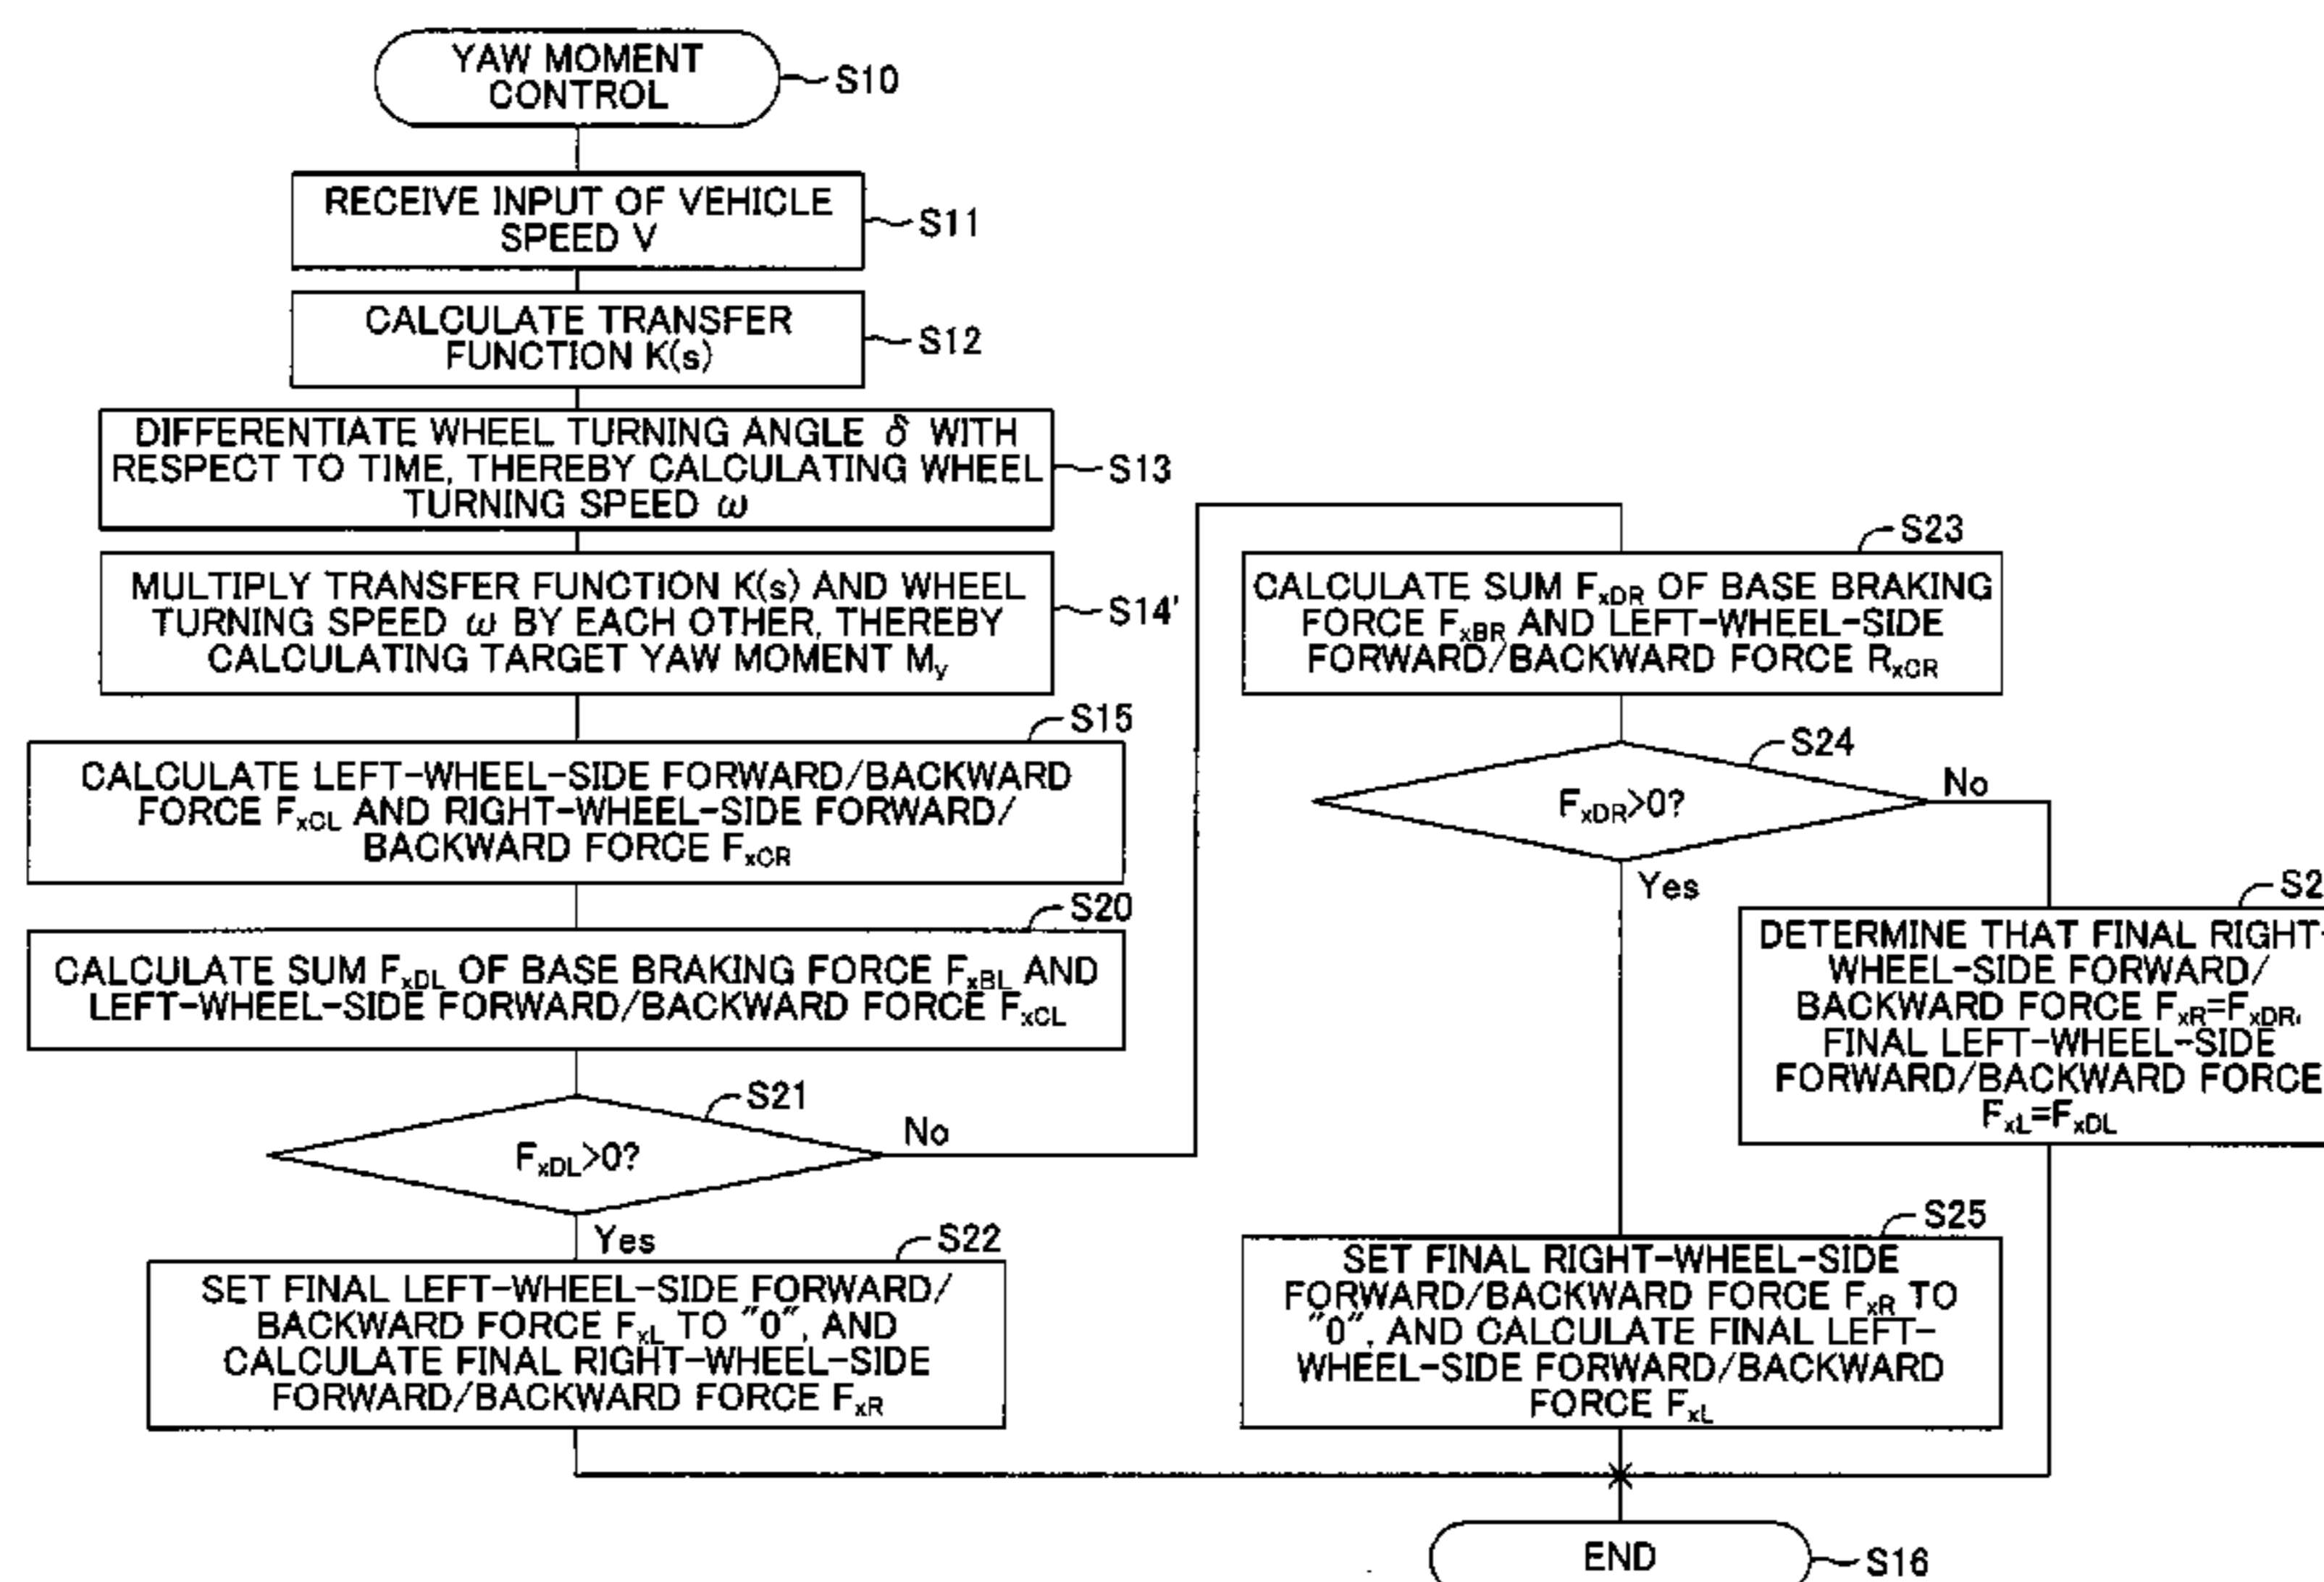 YAW MOMENT
CONTROL
S10
RECEIVE INPUT OF VEHICLE
SPEED V
S11
CALCULATE TRANSFER
FUNCTION K(s)
S12
DIFFERENTIATE WHEEL TURNING ANGLE δ WITH
RESPECT TO TIME, THEREBY CALCULATING WHEEL
TURNING SPEED ω
S13
MULTIPLY TRANSFER FUNCTION K(s) AND WHEEL
TURNING SPEED ω BY EACH OTHER, THEREBY
CALCULATING TARGET YAW MOMENT My
S14'
S15
CALCULATE LEFT-WHEEL-SIDE FORWARD/BACKWARD
FORCE FxCL AND RIGHT-WHEEL-SIDE FORWARD/
BACKWARD FORCE FxCR
S20
CALCULATE SUM FxDL OF BASE BRAKING FORCE FxBL AND
LEFT-WHEEL-SIDE FORWARD/BACKWARD FORCE FxCL
S21
FxDL>0?
No
Yes
S22
SET FINAL LEFT-WHEEL-SIDE FORWARD/
BACKWARD FORCE FxL TO "0", AND
CALCULATE FINAL RIGHT-WHEEL-SIDE
FORWARD/BACKWARD FORCE FxR
S23
CALCULATE SUM FxDR OF BASE BRAKING
FORCE FxBR AND LEFT-WHEEL-SIDE
FORWARD/BACKWARD FORCE RxCR
S24
FxDR>0?
No
Yes
S2
DETERMINE THAT FINAL RIGHT-
WHEEL-SIDE FORWARD/
BACKWARD FORCE FxR=FxDR,
FINAL LEFT-WHEEL-SIDE
FORWARD/BACKWARD FORCE
FxL=FxDL
S25
SET FINAL RIGHT-WHEEL-SIDE
FORWARD/BACKWARD FORCE FxR TO
"0", AND CALCULATE FINAL LEFT-
WHEEL-SIDE FORWARD/BACKWARD
FORCE FxL
END
S16